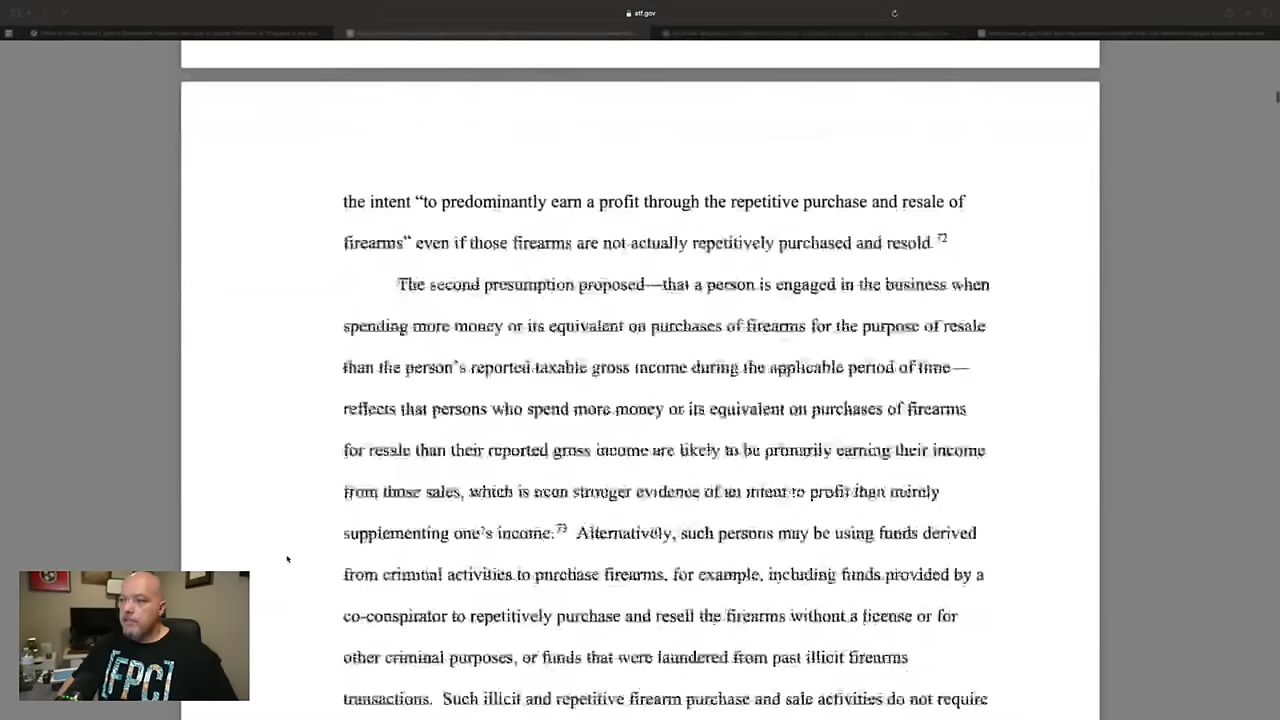 atf.gov
the intent “to predominantly earn a profit through the repetitive purchase and resale of
firearms“ even if those firearms are not actually repetitively purchased and resold.72
The second presumption proposed—that a person is engaged in the business when
spending more money or its equivalent on purchases of firearms for the purpose of resale
than the person’s reported taxable gross income during the applicable period of time—
reflects that persons who spend more money or its equivalent on purchases of firearms
for resale than their reported gross income are likely to be primarily earning their income
from those sales, which is even stronger evidence of an intent to profit than merely
supplementing one’s income.73 Alternatively, such persons may be using funds derived
from criminal activities to purchase firearms, for example, including funds provided by a
co-conspirator to repetitively purchase and resell the firearms without a license or for
other criminal purposes, or funds that were laundered from past illicit firearms
transactions. Such illicit and repetitive firearm purchase and sale activities do not require
[FPC]